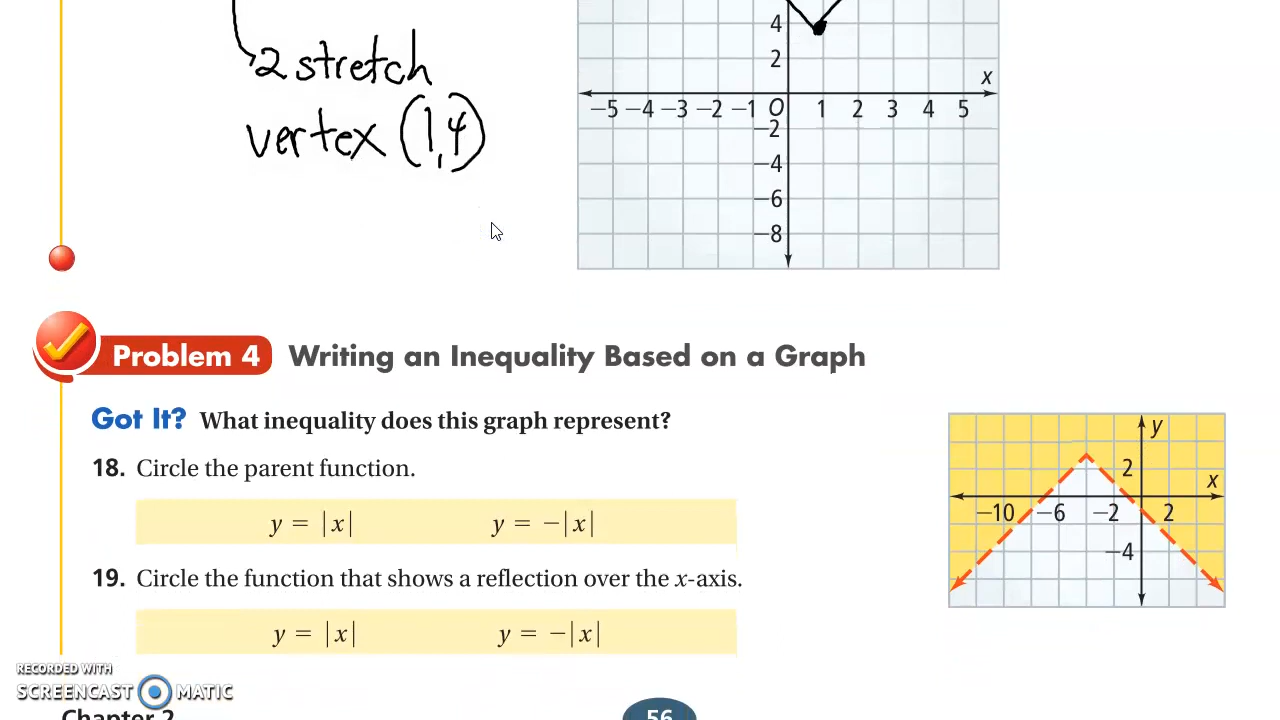 2 stretch
vertex (1,4)
4
2
x
−5 −4 −3 −2 −1 O 1 2 3 4 5
−2
−4
−6
−8
Problem 4 Writing an Inequality Based on a Graph
Got It? What inequality does this graph represent?
18. Circle the parent function.
y = |x| y = −|x|
19. Circle the function that shows a reflection over the x-axis.
y = |x| y = −|x|
y
2
x
−10 −6 −2 2
−4
RECORDED WITH
SCREENCAST MATIC
Chapter 2
56